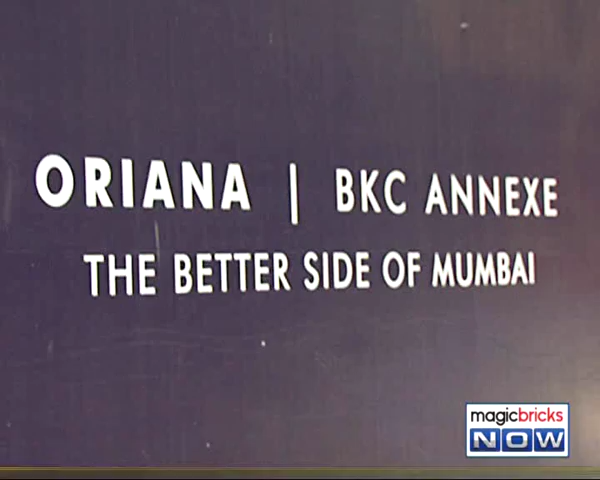 ORIANA | BKC ANNEXE
THE BETTER SIDE OF MUMBAI
magicbricks
NOW